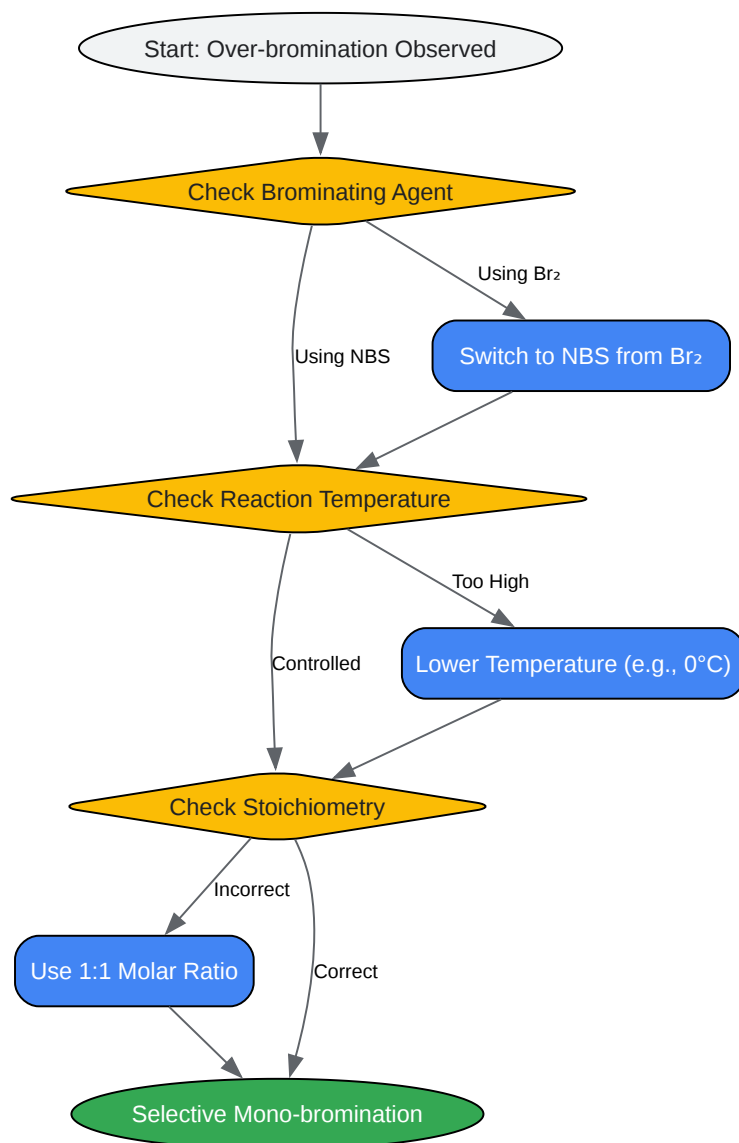 Start: Over-bromination Observed
Check Brominating Agent
Using Br₂
Using NBS
Switch to NBS from Br₂
Check Reaction Temperature
Too High
Controlled
Lower Temperature (e.g., 0°C)
Check Stoichiometry
Incorrect
Use 1:1 Molar Ratio
Correct
Selective Mono-bromination